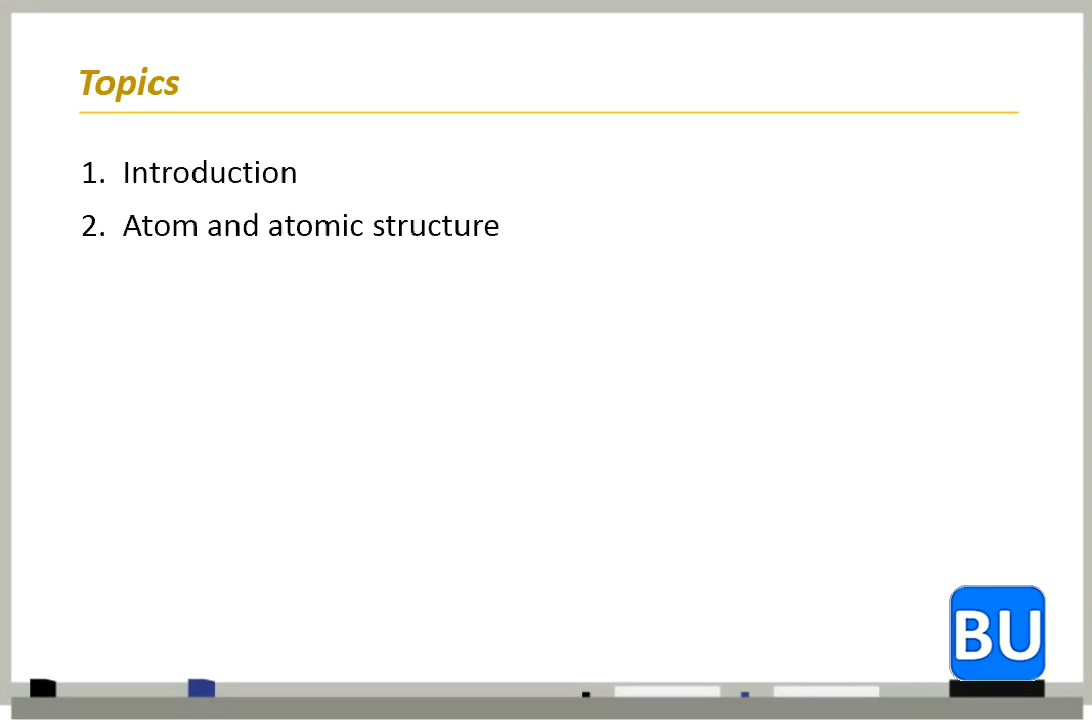 Topics
1. Introduction
2. Atom and atomic structure
BU